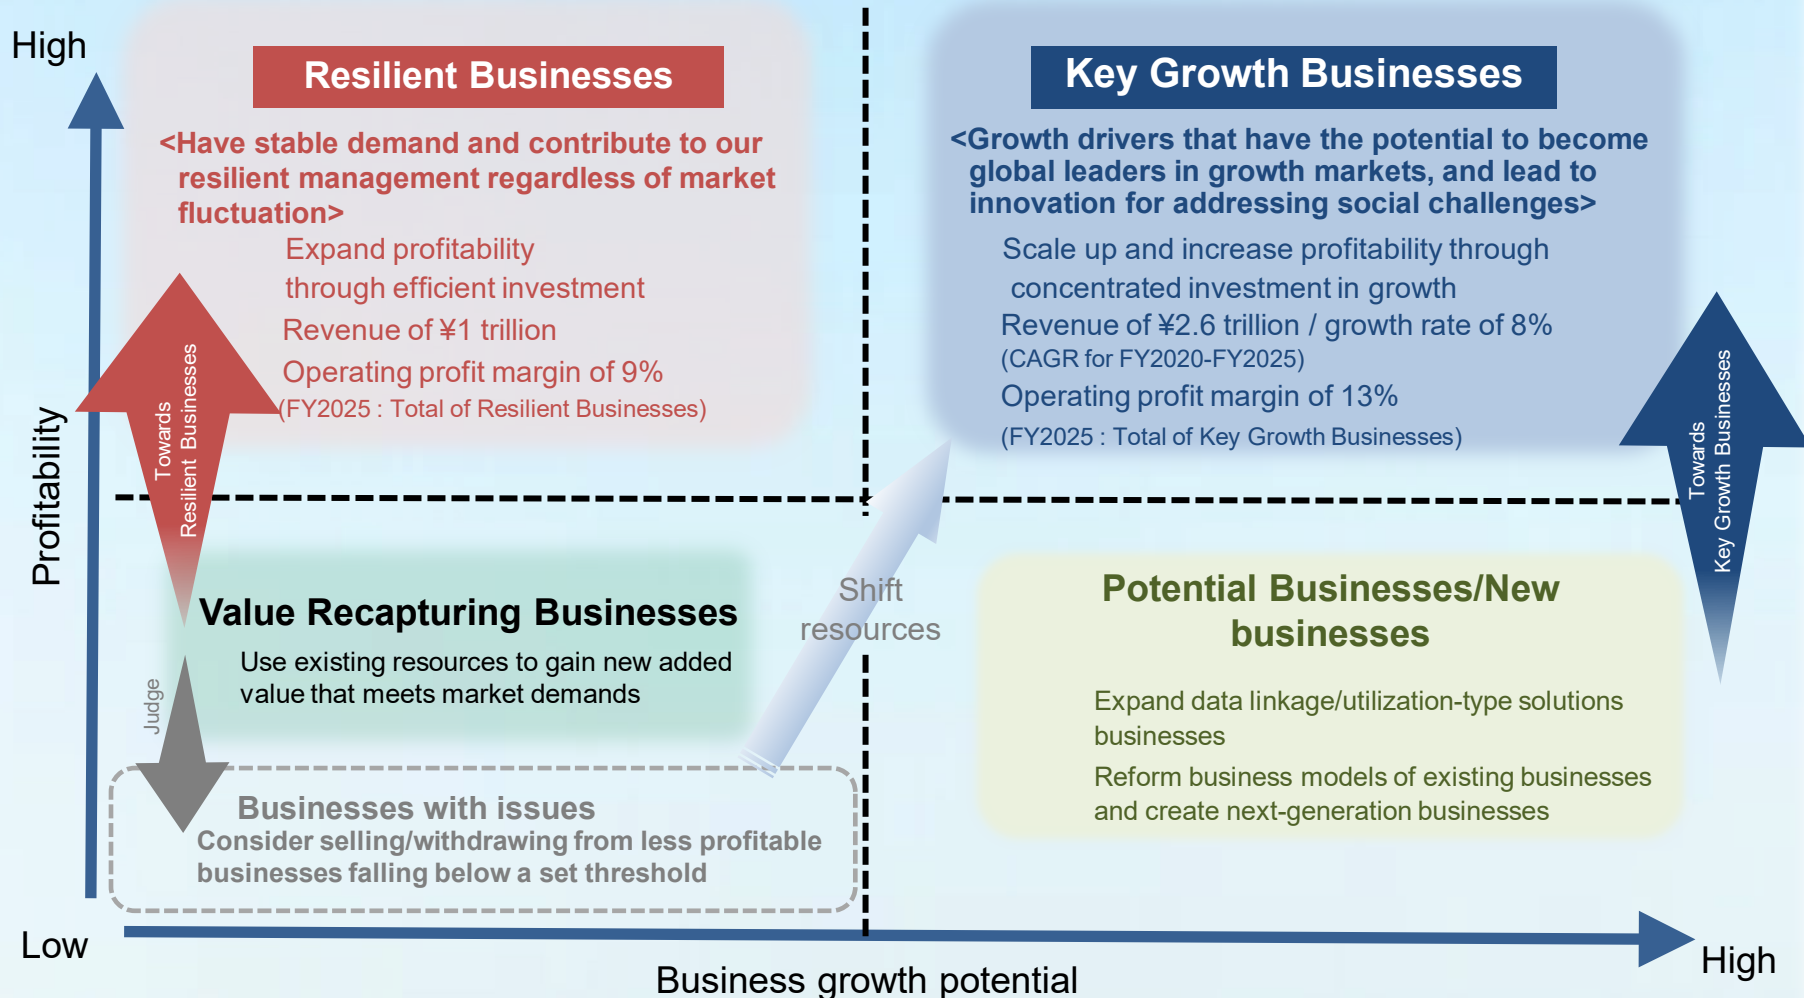 High
Resilient Businesses
<Have stable demand and contribute to our
resilient management regardless of market
fluctuation>
Expand profitability
through efficient investment
Revenue of ¥1 trillion
Operating profit margin of 9%
(FY2025 : Total of Resilient Businesses)
Key Growth Businesses
<Growth drivers that have the potential to become
global leaders in growth markets, and lead to
innovation for addressing social challenges>
Scale up and increase profitability through
concentrated investment in growth
Revenue of ¥2.6 trillion / growth rate of 8%
(CAGR for FY2020-FY2025)
Operating profit margin of 13%
(FY2025 : Total of Key Growth Businesses)
Towards
Resilient Businesses
Towards
Key Growth Businesses
Profitability
Value Recapturing Businesses
Use existing resources to gain new added
value that meets market demands
Judge
Shift
resources
Potential Businesses/New
businesses
Expand data linkage/utilization-type solutions
businesses
Reform business models of existing businesses
and create next-generation businesses
Businesses with issues
Consider selling/withdrawing from less profitable
businesses falling below a set threshold
Low
Business growth potential
High